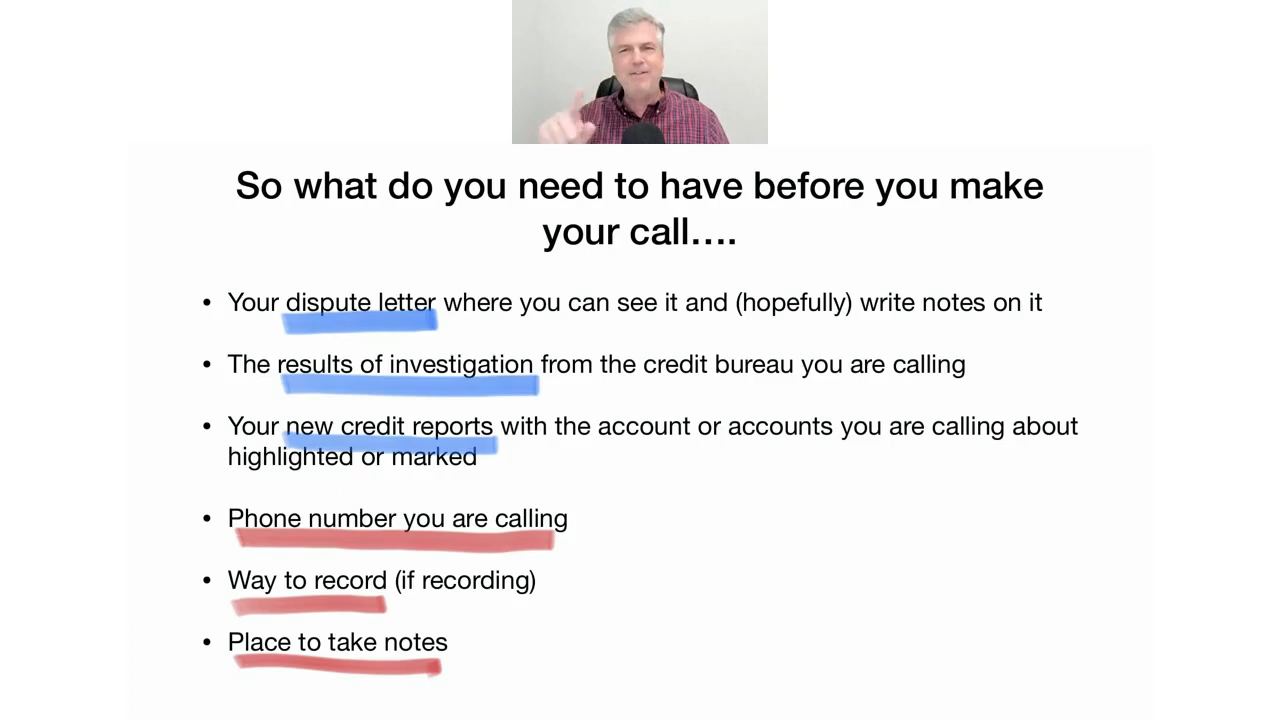 So what do you need to have before you make
your call….
• Your dispute letter where you can see it and (hopefully) write notes on it
• The results of investigation from the credit bureau you are calling
• Your new credit reports with the account or accounts you are calling about
highlighted or marked
• Phone number you are calling
• Way to record (if recording)
• Place to take notes